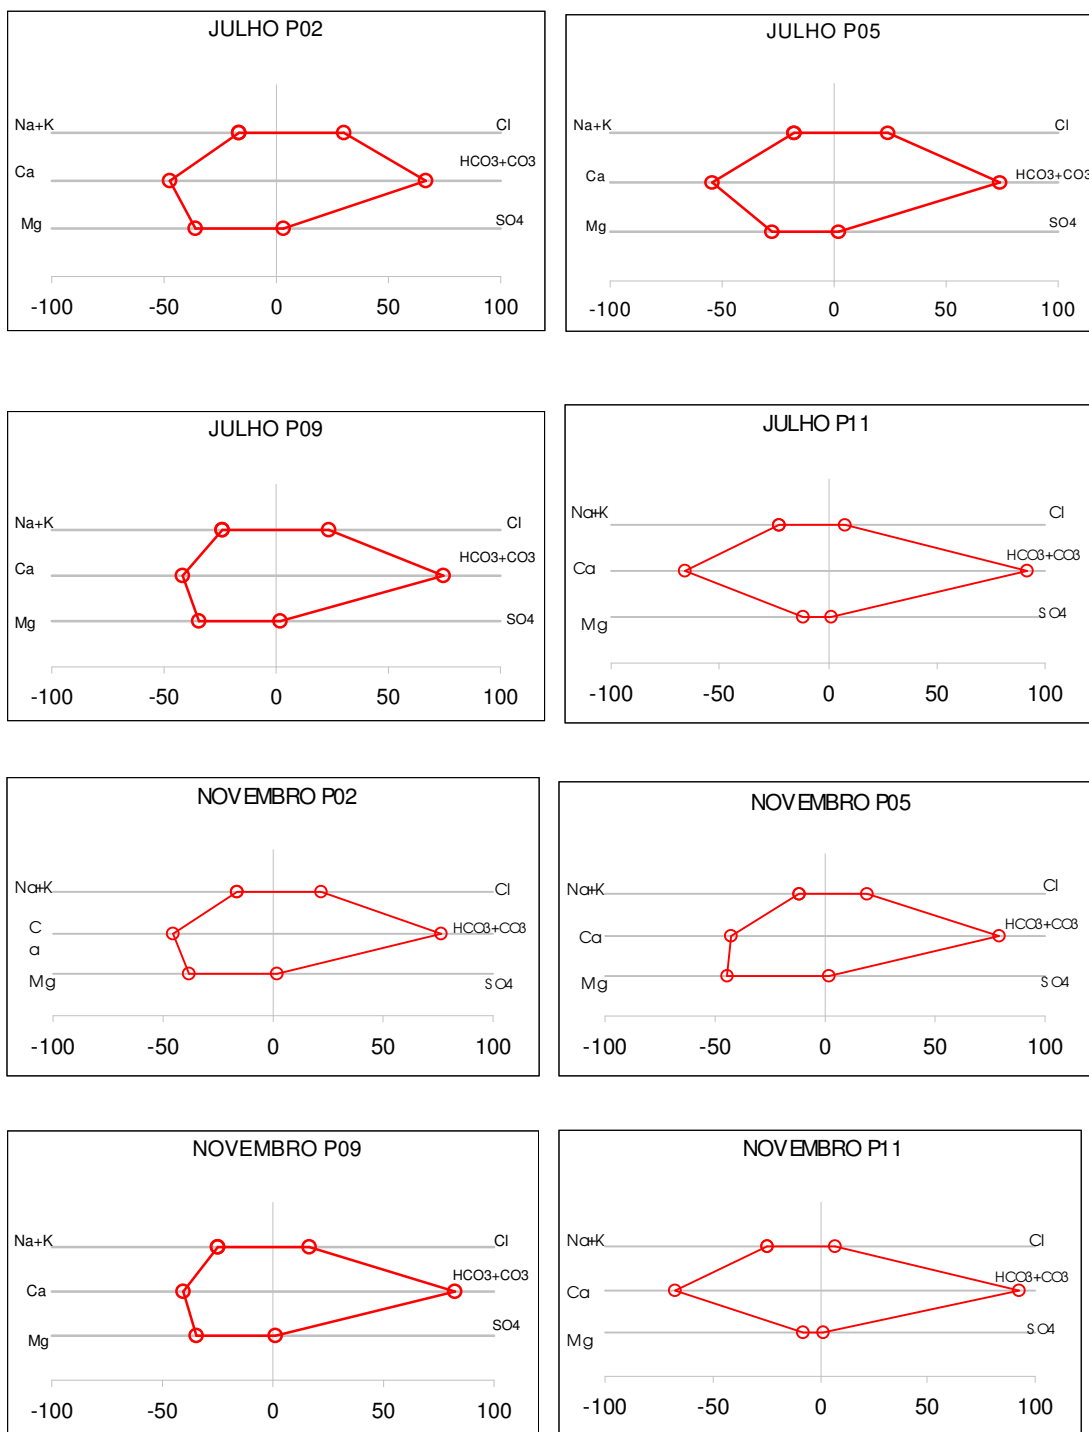 JULHO P02
Na+K Cl
Ca HCO3+CO3
Mg SO4
-100 -50 0 50 100
JULHO P05
Na+K Cl
Ca HCO3+CO3
Mg SO4
-100 -50 0 50 100
JULHO P09
Na+K Cl
Ca HCO3+CO3
Mg SO4
-100 -50 0 50 100
JULHO P11
Na+K Cl
Ca HCO3+CO3
Mg SO4
-100 -50 0 50 100
NOVEMBRO P02
Na+K Cl
C HCO3+CO3
a
Mg SO4
-100 -50 0 50 100
NOVEMBRO P05
Na+K Cl
Ca HCO3+CO3
Mg SO4
-100 -50 0 50 100
NOVEMBRO P09
Na+K Cl
Ca HCO3+CO3
Mg SO4
-100 -50 0 50 100
NOVEMBRO P11
Na+K Cl
Ca HCO3+CO3
Mg SO4
-100 -50 0 50 100